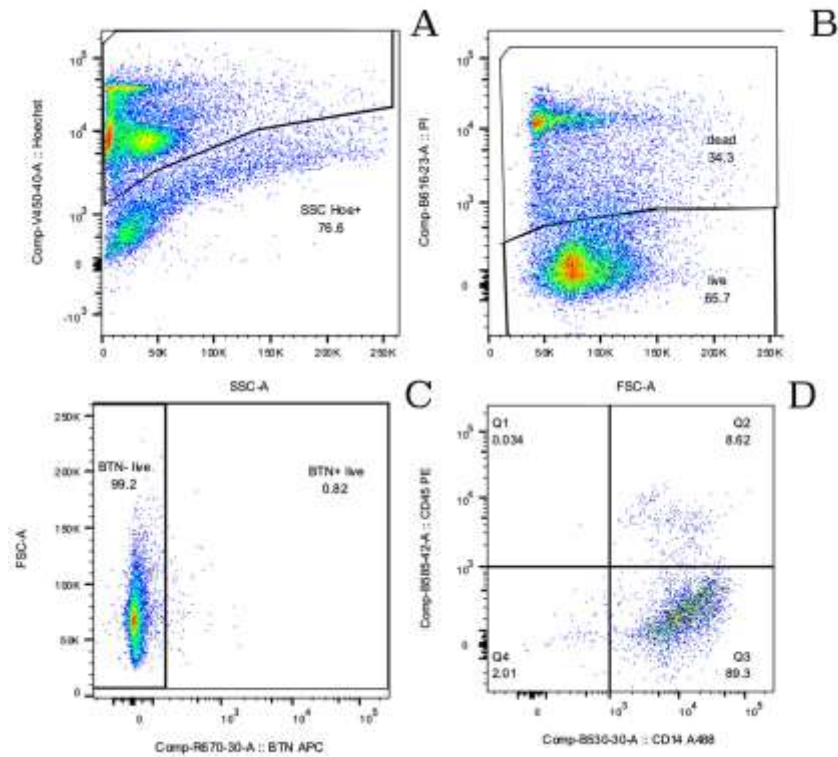 A
Comp-V450-40-A :: Hoechst
10^5
10^4
10^3
0
-10^3
SSC Hoe+
76.6
0
50K
100K
150K
200K
250K
SSC-A
B
Comp-B616-23-A :: PI
10^5
10^4
10^3
0
dead
34.3
live
65.7
0
50K
100K
150K
200K
250K
FSC-A
C
FSC-A
250K
200K
150K
100K
50K
0
BTN- live
99.2
BTN+ live
0.82
0
10^3
10^4
10^5
Comp-R670-30-A :: BTN APC
D
Comp-B585-42-A :: CD45 PE
10^5
10^4
10^3
0
Q1
0.034
Q2
8.62
Q4
2.01
Q3
89.3
0
10^3
10^4
10^5
Comp-B530-30-A :: CD14 A488